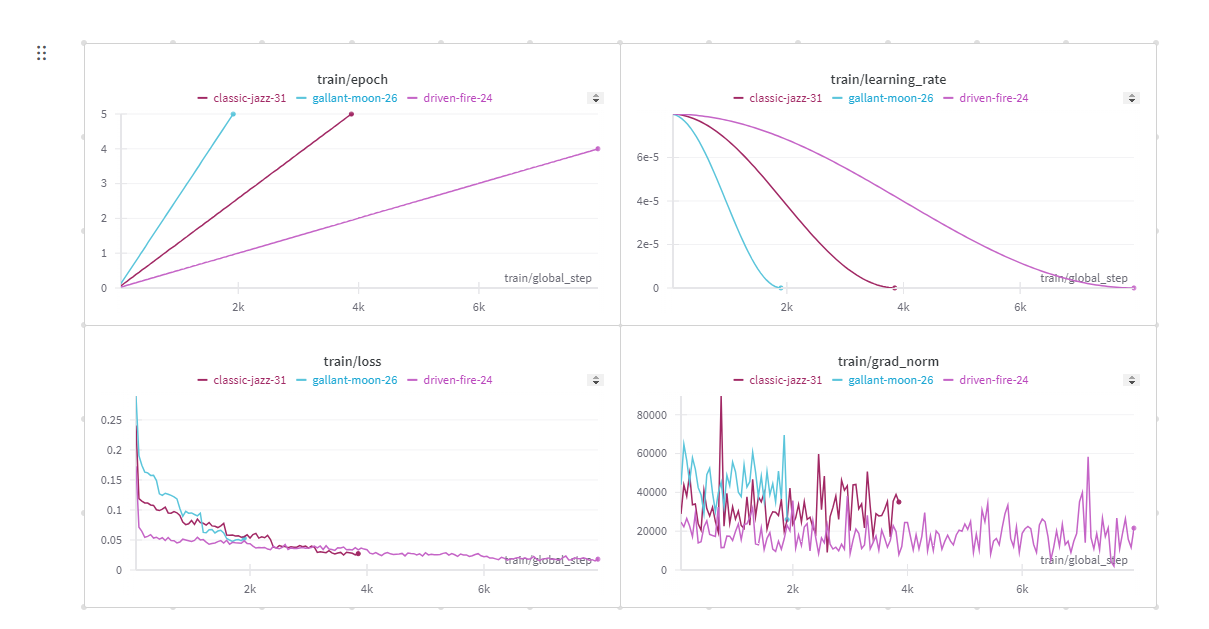 train/epoch
classic-jazz-31 gallant-moon-26 driven-fire-24
5
4
3
2
1
0
train/global_step
2k 4k 6k
train/learning_rate
classic-jazz-31 gallant-moon-26 driven-fire-24
6e-5
4e-5
2e-5
0
train/global_step
2k 4k 6k
train/loss
classic-jazz-31 gallant-moon-26 driven-fire-24
0.25
0.2
0.15
0.1
0.05
0
train/global_step
2k 4k 6k
train/grad_norm
classic-jazz-31 gallant-moon-26 driven-fire-24
80000
60000
40000
20000
0
train/global_step
2k 4k 6k